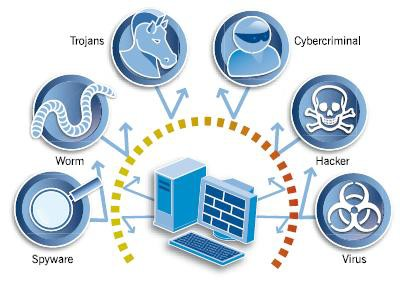 Trojans
Cybercriminal
Worm
Hacker
Spyware
Virus